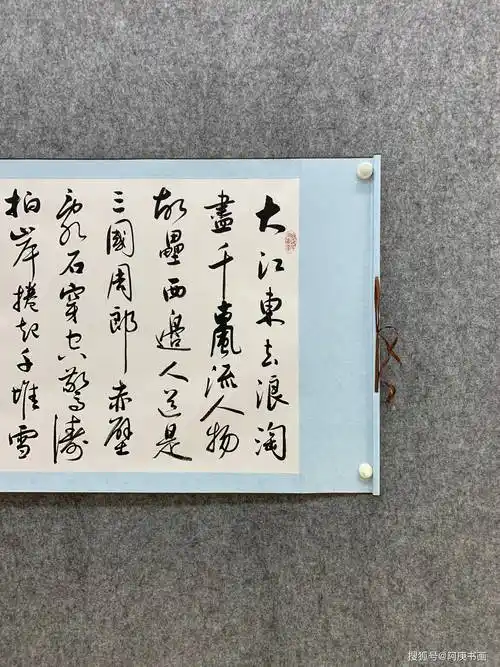 大江東去浪淘
盡千古風流人物
故壘西邊人道是
三國周郎赤壁
亂石穿空驚濤
拍岸捲起千堆雪
搜狐号@阿庚书画